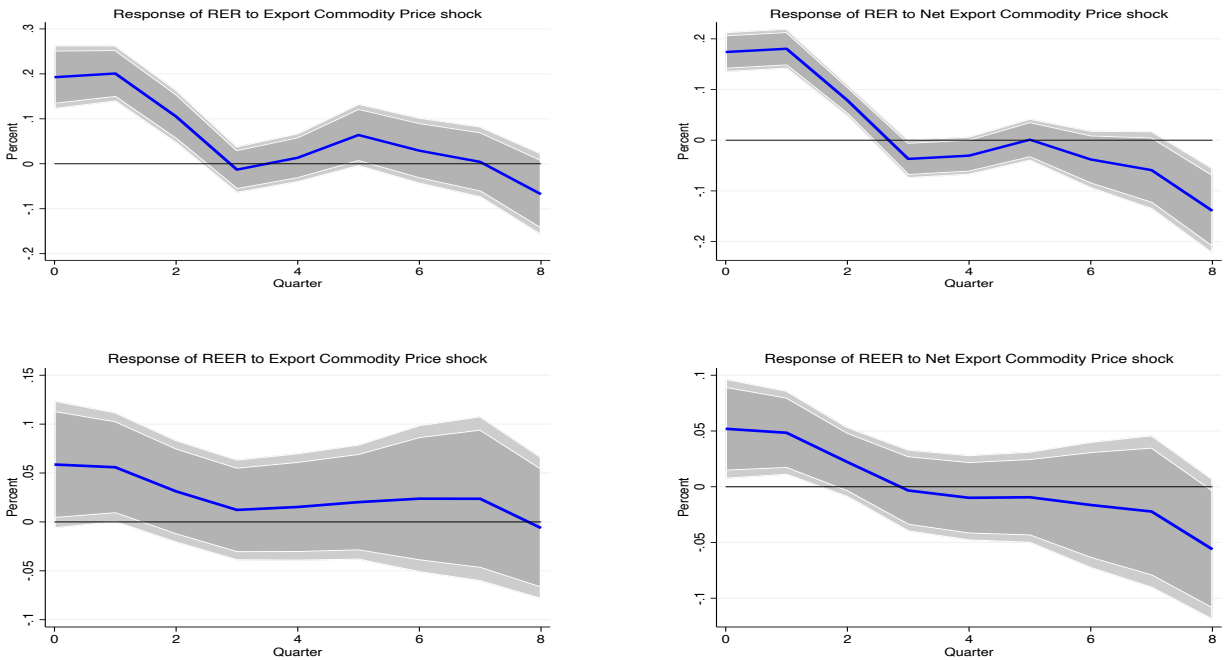 Response of RER to Export Commodity Price shock
Percent
.3
.2
.1
0
-.1
-.2
0 2 4 6 8
Quarter
Response of RER to Net Export Commodity Price shock
Percent
.2
.1
0
-.1
-.2
0 2 4 6 8
Quarter
Response of REER to Export Commodity Price shock
Percent
.15
.1
.05
0
-.05
-.1
0 2 4 6 8
Quarter
Response of REER to Net Export Commodity Price shock
Percent
.1
.05
0
-.05
-.1
0 2 4 6 8
Quarter